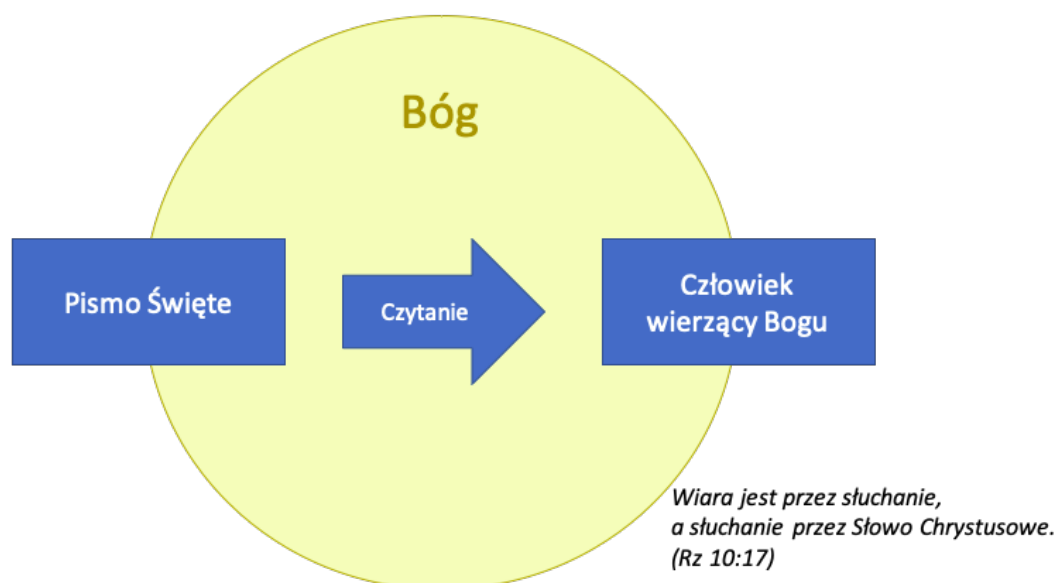 Bóg
Pismo Święte
Czytanie
Człowiek
wierzący Bogu
Wiara jest przez słuchanie,
a słuchanie przez Słowo Chrystusowe.
(Rz 10:17)